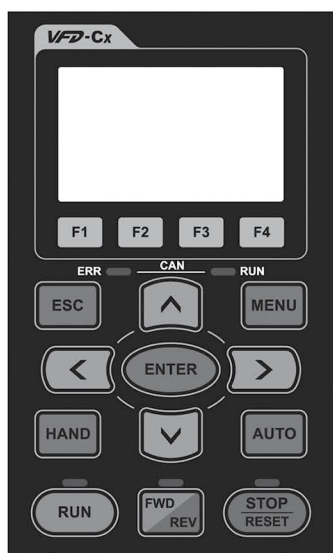 VFD-Cx
F1 F2 F3 F4
ERR CAN RUN
ESC MENU
ENTER
HAND AUTO
RUN FWD REV STOP RESET